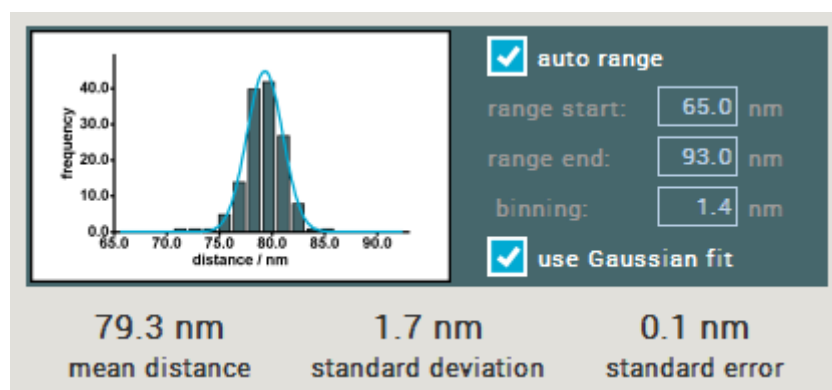 frequency
40.0
30.0
20.0
10.0
0.0
65.0 70.0 75.0 80.0 85.0 90.0
distance / nm
auto range
range start: 65.0 nm
range end: 93.0 nm
binning: 1.4 nm
use Gaussian fit
79.3 nm 1.7 nm 0.1 nm
mean distance standard deviation standard error